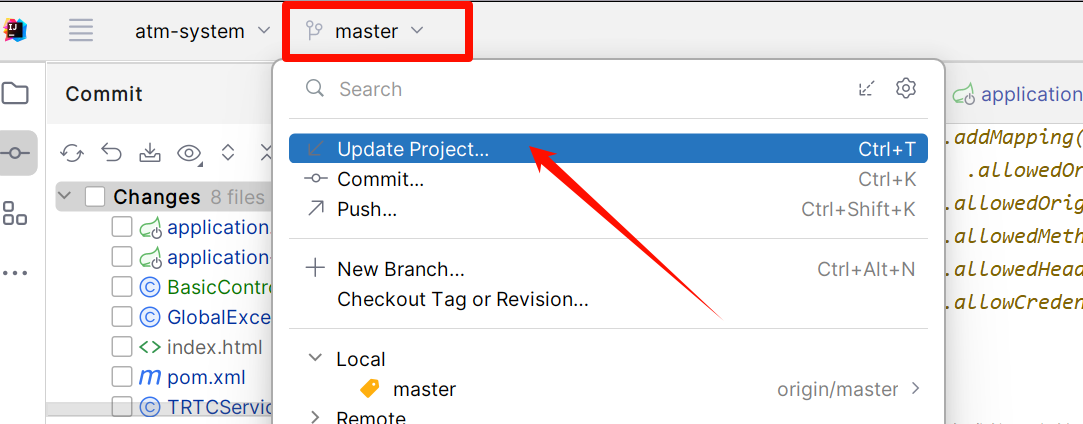 atm-system
master
Commit
Search
application
Update Project... Ctrl+T
Commit... Ctrl+K
Push... Ctrl+Shift+K
New Branch... Ctrl+Alt+N
Checkout Tag or Revision...
Local
master origin/master
Remote
Changes 8 files
application.
application-
BasicContro
GlobalExce
index.html
pom.xml
TRTCServic
.addMapping(
.allowedOr
.allowedOrig
.allowedMeth
.allowedHead
.allowCreden